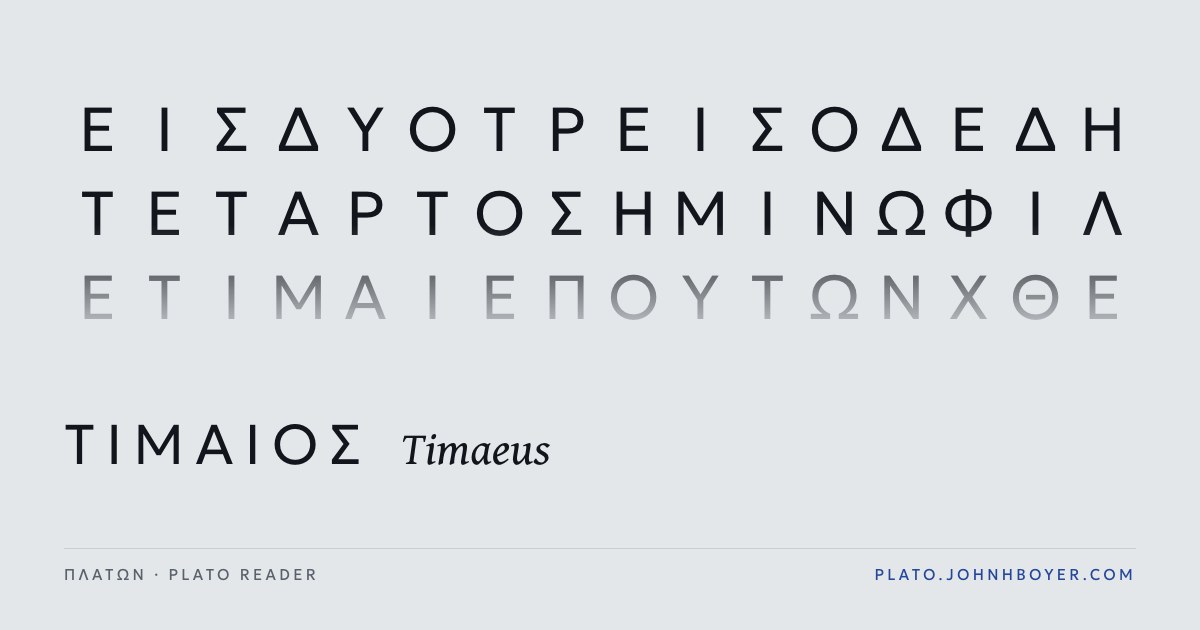 ΕΙΣΔΥΟΤΡΕΙΣΟΔΕΔΗ
ΤΕΤΑΡΤΟΣΗΜΙΝΩΦΙΛ
ΕΤΙΜΑΙΕΠΟΥΤΩΝΧΘΕ
ΤΙΜΑΙΟΣ Timaeus
ΠΛΑΤΩΝ · PLATO READER
PLATO.JOHNHBOYER.COM